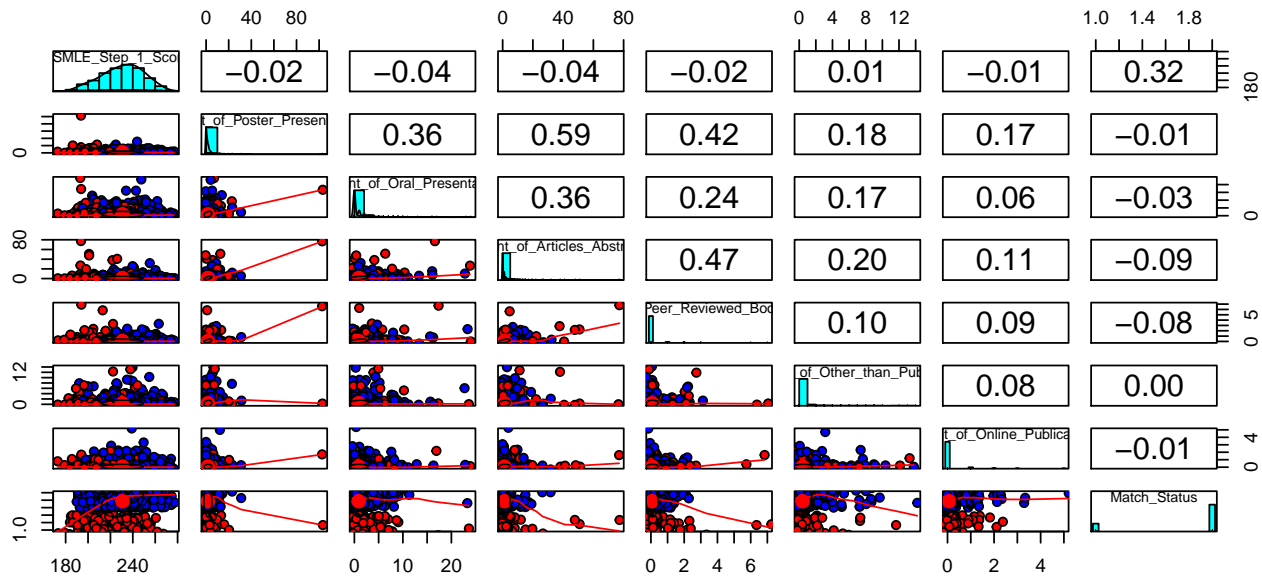 0 40 80 0 40 80 0 4 8 12 1.0 1.4 1.8
SMLE_Step_1_Sco
−0.02 −0.04 −0.04 −0.02 0.01 −0.01 0.32
180
0
t_of_Poster_Presen
0.36 0.59 0.42 0.18 0.17 −0.01
nt_of_Oral_Presenta
0.36 0.24 0.17 0.06 −0.03
0
0 80
nt_of_Articles_Abstr
0.47 0.20 0.11 −0.09
Peer_Reviewed_Boo
0.10 0.09 −0.08
0 5
0 12
of_Other_than_Pub
0.08 0.00
t_of_Online_Publica
−0.01
0 4
1.0
Match_Status
180 240 0 10 20 0 2 4 6 0 2 4